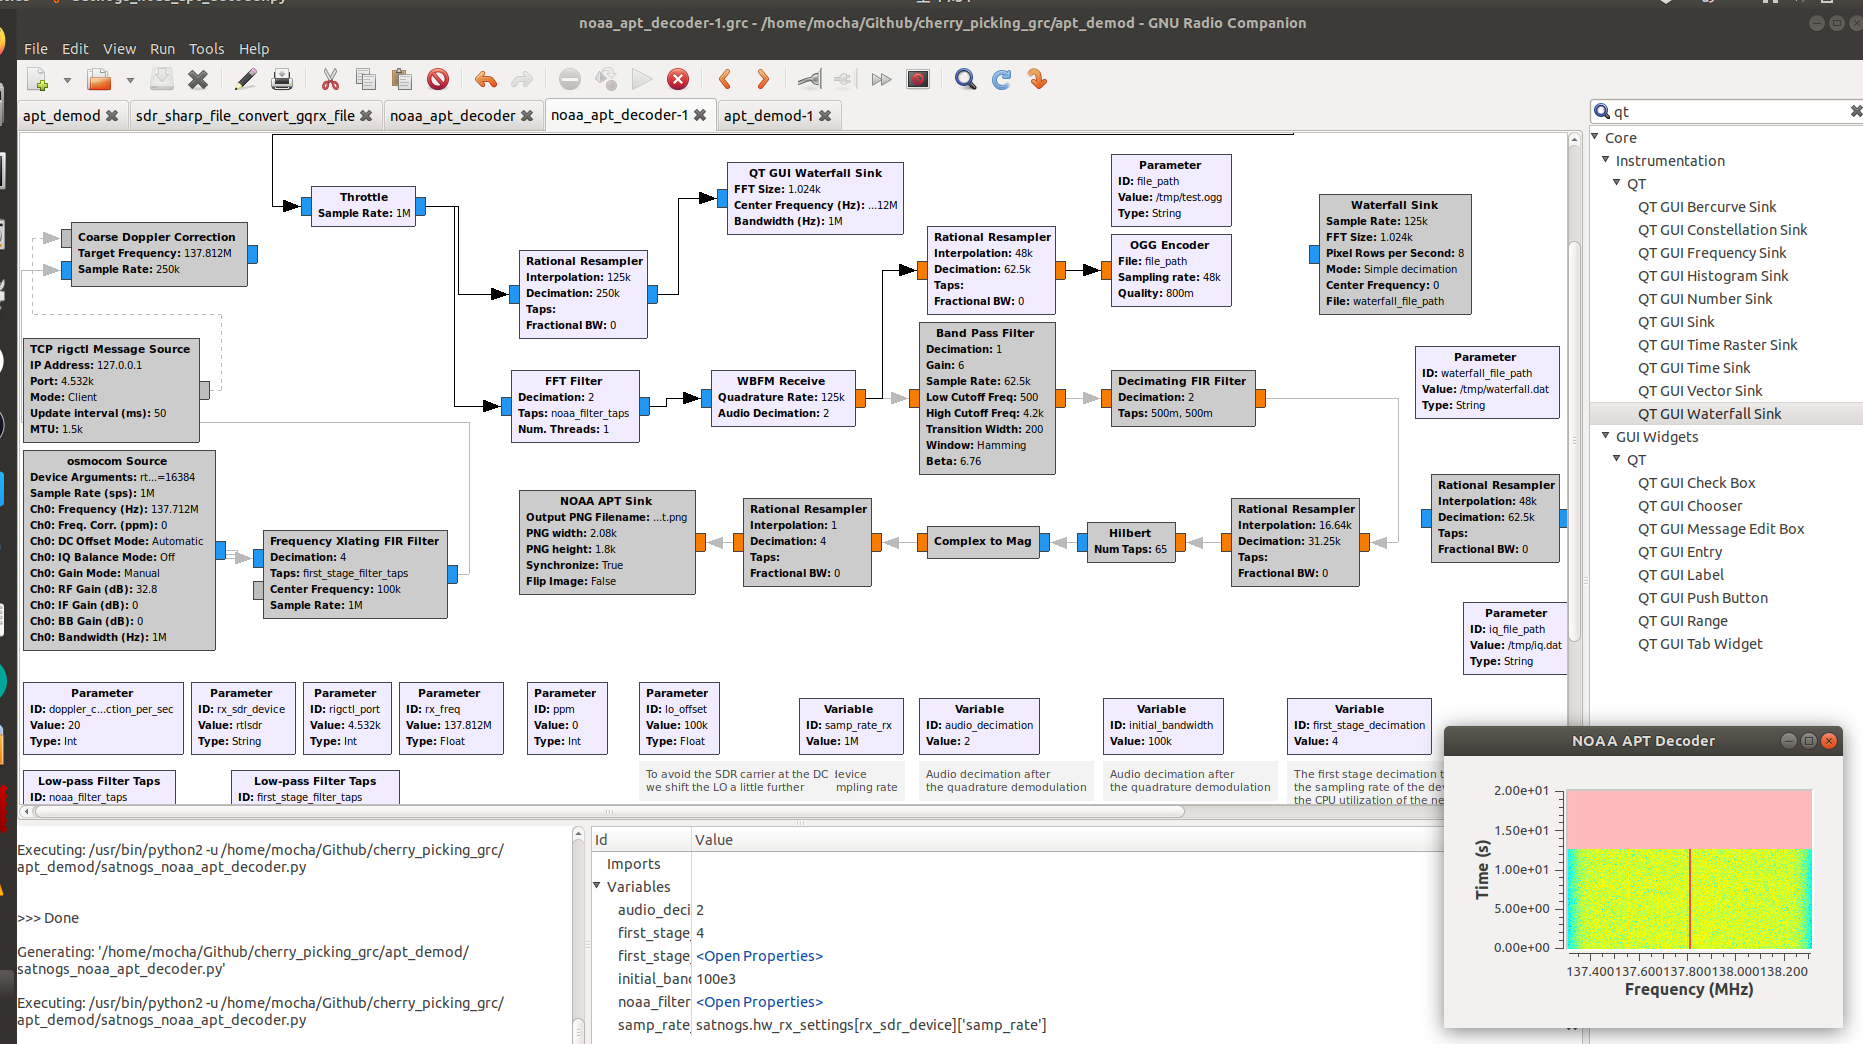 noaa_apt_decoder-1.grc - /home/mocha/Github/cherry_picking_grc/apt_demod - GNU Radio Companion
File Edit View Run Tools Help
apt_demod
sdr_sharp_file_convert_gqrx_file
noaa_apt_decoder
noaa_apt_decoder-1
apt_demod-1
Throttle
Sample Rate: 1M
Coarse Doppler Correction
Target Frequency: 137.812M
Sample Rate: 250k
QT GUI Waterfall Sink
FFT Size: 1.024k
Center Frequency (Hz): ...12M
Bandwidth (Hz): 1M
Rational Resampler
Interpolation: 125k
Decimation: 250k
Taps:
Fractional BW: 0
Rational Resampler
Interpolation: 48k
Decimation: 62.5k
Taps:
Fractional BW: 0
Parameter
ID: file_path
Value: /tmp/test.ogg
Type: String
OGG Encoder
File: file_path
Sampling rate: 48k
Quality: 800m
Waterfall Sink
Sample Rate: 125k
FFT Size: 1.024k
Pixel Rows per Second: 8
Mode: Simple decimation
Center Frequency: 0
File: waterfall_file_path
TCP rigctl Message Source
IP Address: 127.0.0.1
Port: 4.532k
Mode: Client
Update interval (ms): 50
MTU: 1.5k
FFT Filter
Decimation: 2
Taps: noaa_filter_taps
Num. Threads: 1
WBFM Receive
Quadrature Rate: 125k
Audio Decimation: 2
Band Pass Filter
Decimation: 1
Gain: 6
Sample Rate: 62.5k
Low Cutoff Freq: 500
High Cutoff Freq: 4.2k
Transition Width: 200
Window: Hamming
Beta: 6.76
Decimating FIR Filter
Decimation: 2
Taps: 500m, 500m
Parameter
ID: waterfall_file_path
Value: /tmp/waterfall.dat
Type: String
osmocom Source
Device Arguments: rt...=16384
Sample Rate (sps): 1M
Ch0: Frequency (Hz): 137.712M
Ch0: Freq. Corr. (ppm): 0
Ch0: DC Offset Mode: Automatic
Ch0: IQ Balance Mode: Off
Ch0: Gain Mode: Manual
Ch0: RF Gain (dB): 32.8
Ch0: IF Gain (dB): 0
Ch0: BB Gain (dB): 0
Ch0: Bandwidth (Hz): 1M
Frequency Xlating FIR Filter
Decimation: 4
Taps: first_stage_filter_taps
Center Frequency: 100k
Sample Rate: 1M
NOAA APT Sink
Output PNG Filename: ...t.png
PNG width: 2.08k
PNG height: 1.8k
Synchronize: True
Flip Image: False
Rational Resampler
Interpolation: 1
Decimation: 4
Taps:
Fractional BW: 0
Complex to Mag
Hilbert
Num Taps: 65
Rational Resampler
Interpolation: 16.64k
Decimation: 31.25k
Taps:
Fractional BW: 0
Rational Resampler
Interpolation: 48k
Decimation: 62.5k
Taps:
Fractional BW: 0
Parameter
ID: iq_file_path
Value: /tmp/iq.dat
Type: String
Parameter
ID: doppler_c...ction_per_sec
Value: 20
Type: Int
Parameter
ID: rx_sdr_device
Value: rtlsdr
Type: String
Parameter
ID: rigctl_port
Value: 4.532k
Type: Int
Parameter
ID: rx_freq
Value: 137.812M
Type: Float
Parameter
ID: ppm
Value: 0
Type: Int
Parameter
ID: lo_offset
Value: 100k
Type: Float
Variable
ID: samp_rate_rx
Value: 1M
Variable
ID: audio_decimation
Value: 2
Variable
ID: initial_bandwidth
Value: 100k
Variable
ID: first_stage_decimation
Value: 4
Low-pass Filter Taps
ID: noaa_filter_taps
Low-pass Filter Taps
ID: first_stage_filter_taps
To avoid the SDR carrier at the DC
we shift the LO a little further
mpling rate
Audio decimation after
the quadrature demodulation
Audio decimation after
the quadrature demodulation
The first stage decimation
the sampling rate of the
the CPU utilization of the
qt
Core
Instrumentation
QT
QT GUI Bercurve Sink
QT GUI Constellation Sink
QT GUI Frequency Sink
QT GUI Histogram Sink
QT GUI Number Sink
QT GUI Sink
QT GUI Time Raster Sink
QT GUI Time Sink
QT GUI Vector Sink
QT GUI Waterfall Sink
GUI Widgets
QT
QT GUI Check Box
QT GUI Chooser
QT GUI Message Edit Box
QT GUI Entry
QT GUI Label
QT GUI Push Button
QT GUI Range
QT GUI Tab Widget
Executing: /usr/bin/python2 -u /home/mocha/Github/cherry_picking_grc/
apt_demod/satnogs_noaa_apt_decoder.py
>>> Done
Generating: '/home/mocha/Github/cherry_picking_grc/apt_demod/
satnogs_noaa_apt_decoder.py'
Executing: /usr/bin/python2 -u /home/mocha/Github/cherry_picking_grc/
apt_demod/satnogs_noaa_apt_decoder.py
Id Value
Imports
Variables
audio_deci 2
first_stage_ 4
first_stage_ <Open Properties>
initial_band 100e3
noaa_filter <Open Properties>
samp_rate_ satnogs.hw_rx_settings[rx_sdr_device]['samp_rate']
NOAA APT Decoder
2.00e+01
1.50e+01
1.00e+01
5.00e+00
0.00e+00
Time (s)
137.400 137.600 137.800 138.000 138.200
Frequency (MHz)